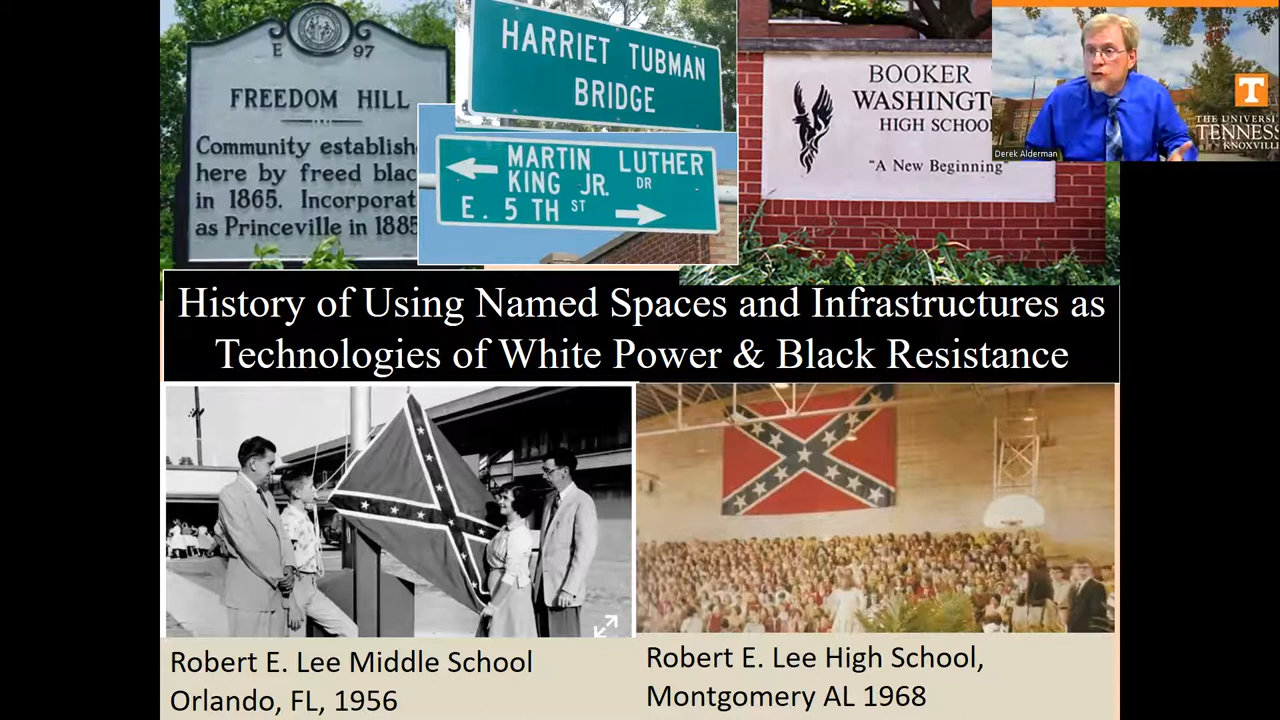 E 97
FREEDOM HILL
Community establish
here by freed blac
in 1865. Incorporat
as Princeville in 1885
HARRIET TUBMAN
BRIDGE
MARTIN LUTHER
KING JR. DR
E. 5 TH ST
BOOKER
WASHINGT
HIGH SCHOO
"A New Beginning"
T
THE UNIVERSI
TENNESS
KNOXVILL
Derek Alderman
History of Using Named Spaces and Infrastructures as
Technologies of White Power & Black Resistance
Robert E. Lee Middle School
Orlando, FL, 1956
Robert E. Lee High School,
Montgomery AL 1968